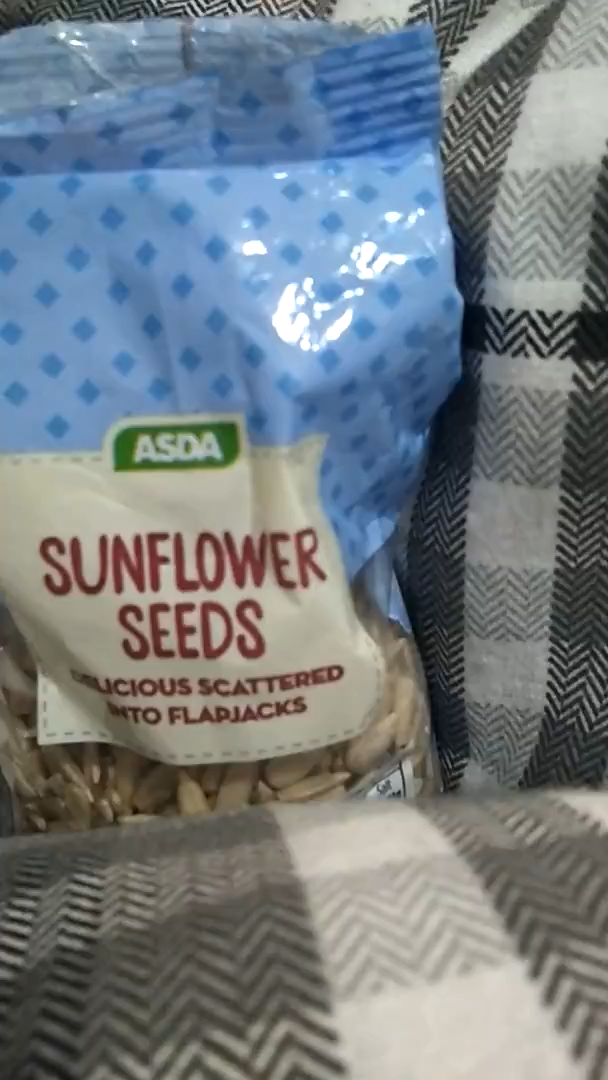 ASDA
SUNFLOWER
SEEDS
DELICIOUS SCATTERED
INTO FLAPJACKS